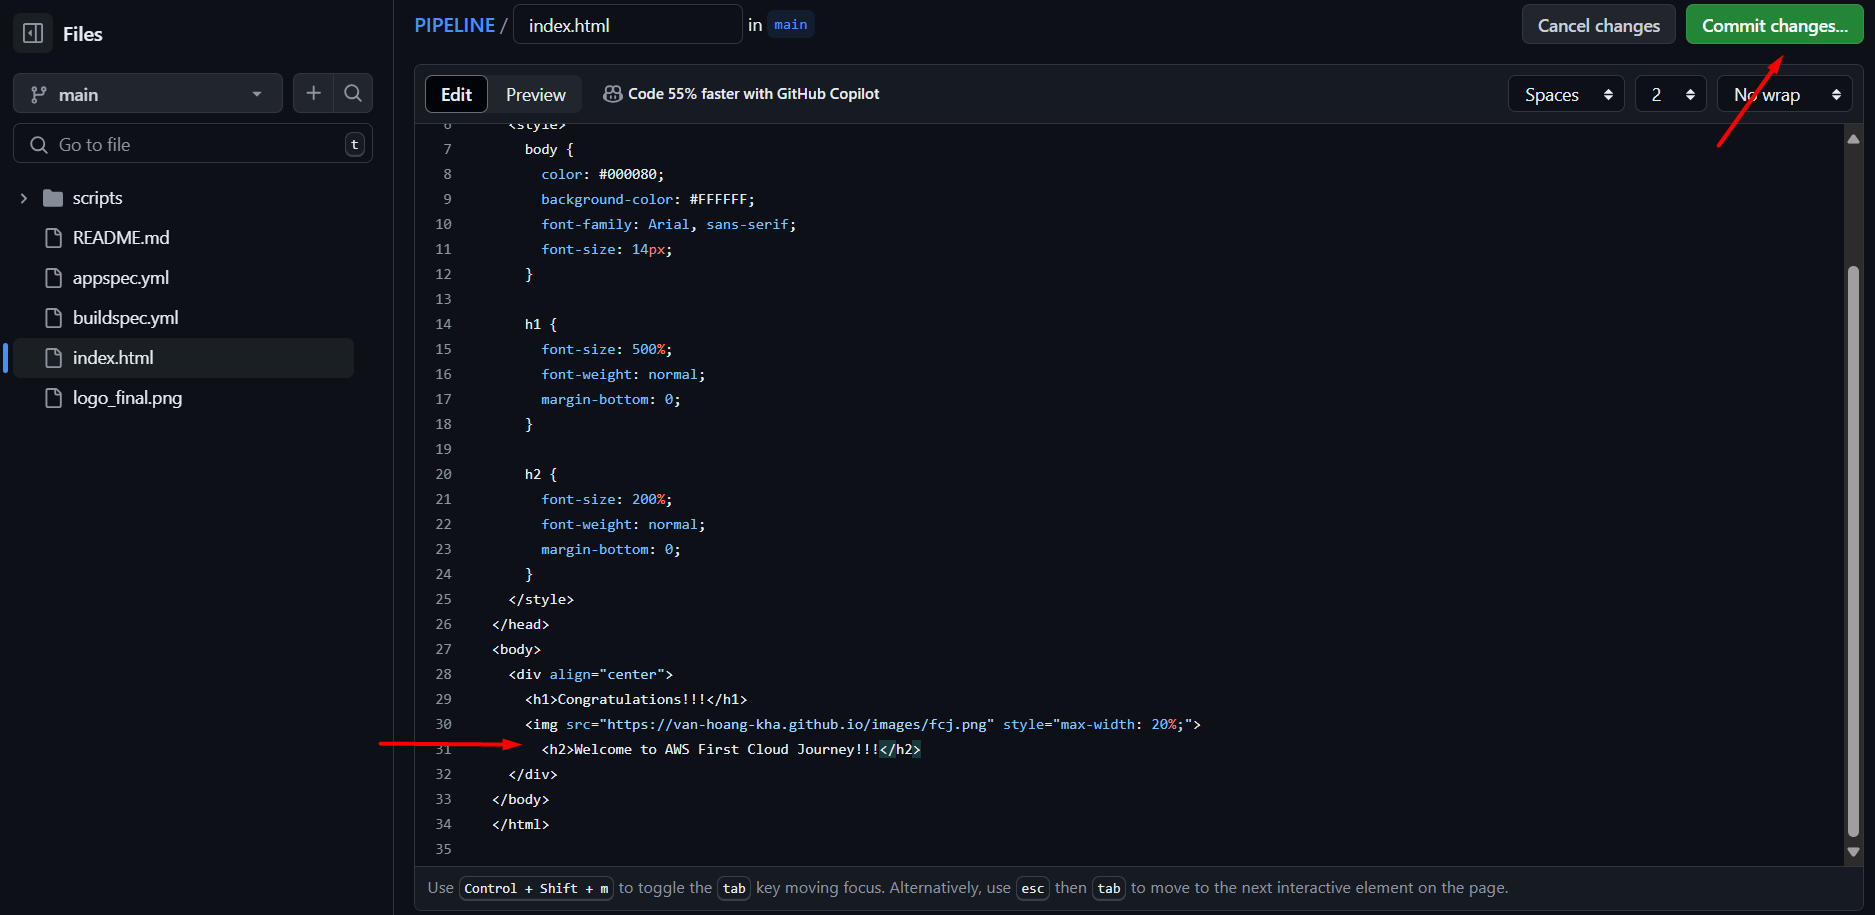 Files
main
Go to file
t
scripts
README.md
appspec.yml
buildspec.yml
index.html
logo_final.png
PIPELINE / index.html in main
Cancel changes
Commit changes...
Edit
Preview
Code 55% faster with GitHub Copilot
Spaces
2
No wrap
6 <style>
7 body {
8 color: #000080;
9 background-color: #FFFFFF;
10 font-family: Arial, sans-serif;
11 font-size: 14px;
12 }
13
14 h1 {
15 font-size: 500%;
16 font-weight: normal;
17 margin-bottom: 0;
18 }
19
20 h2 {
21 font-size: 200%;
22 font-weight: normal;
23 margin-bottom: 0;
24 }
25 </style>
26 </head>
27 <body>
28 <div align="center">
29 <h1>Congratulations!!!</h1>
30 <img src="https://van-hoang-kha.github.io/images/fcj.png" style="max-width: 20%;">
31 <h2>Welcome to AWS First Cloud Journey!!!</h2>
32 </div>
33 </body>
34 </html>
35
Use Control + Shift + m to toggle the tab key moving focus. Alternatively, use esc then tab to move to the next interactive element on the page.